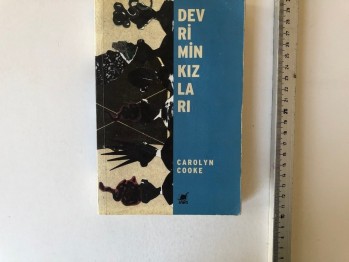 DEV
Rİ
MİN
KIZ
LA
RI
CAROLYN
COOKE